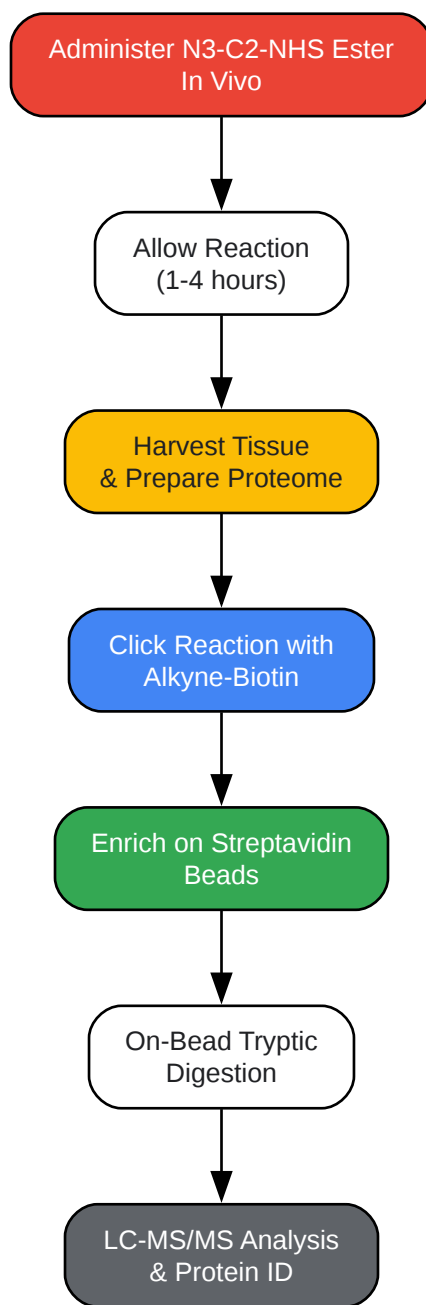 Administer N3-C2-NHS Ester
In Vivo
Allow Reaction
(1-4 hours)
Harvest Tissue
& Prepare Proteome
Click Reaction with
Alkyne-Biotin
Enrich on Streptavidin
Beads
On-Bead Tryptic
Digestion
LC-MS/MS Analysis
& Protein ID